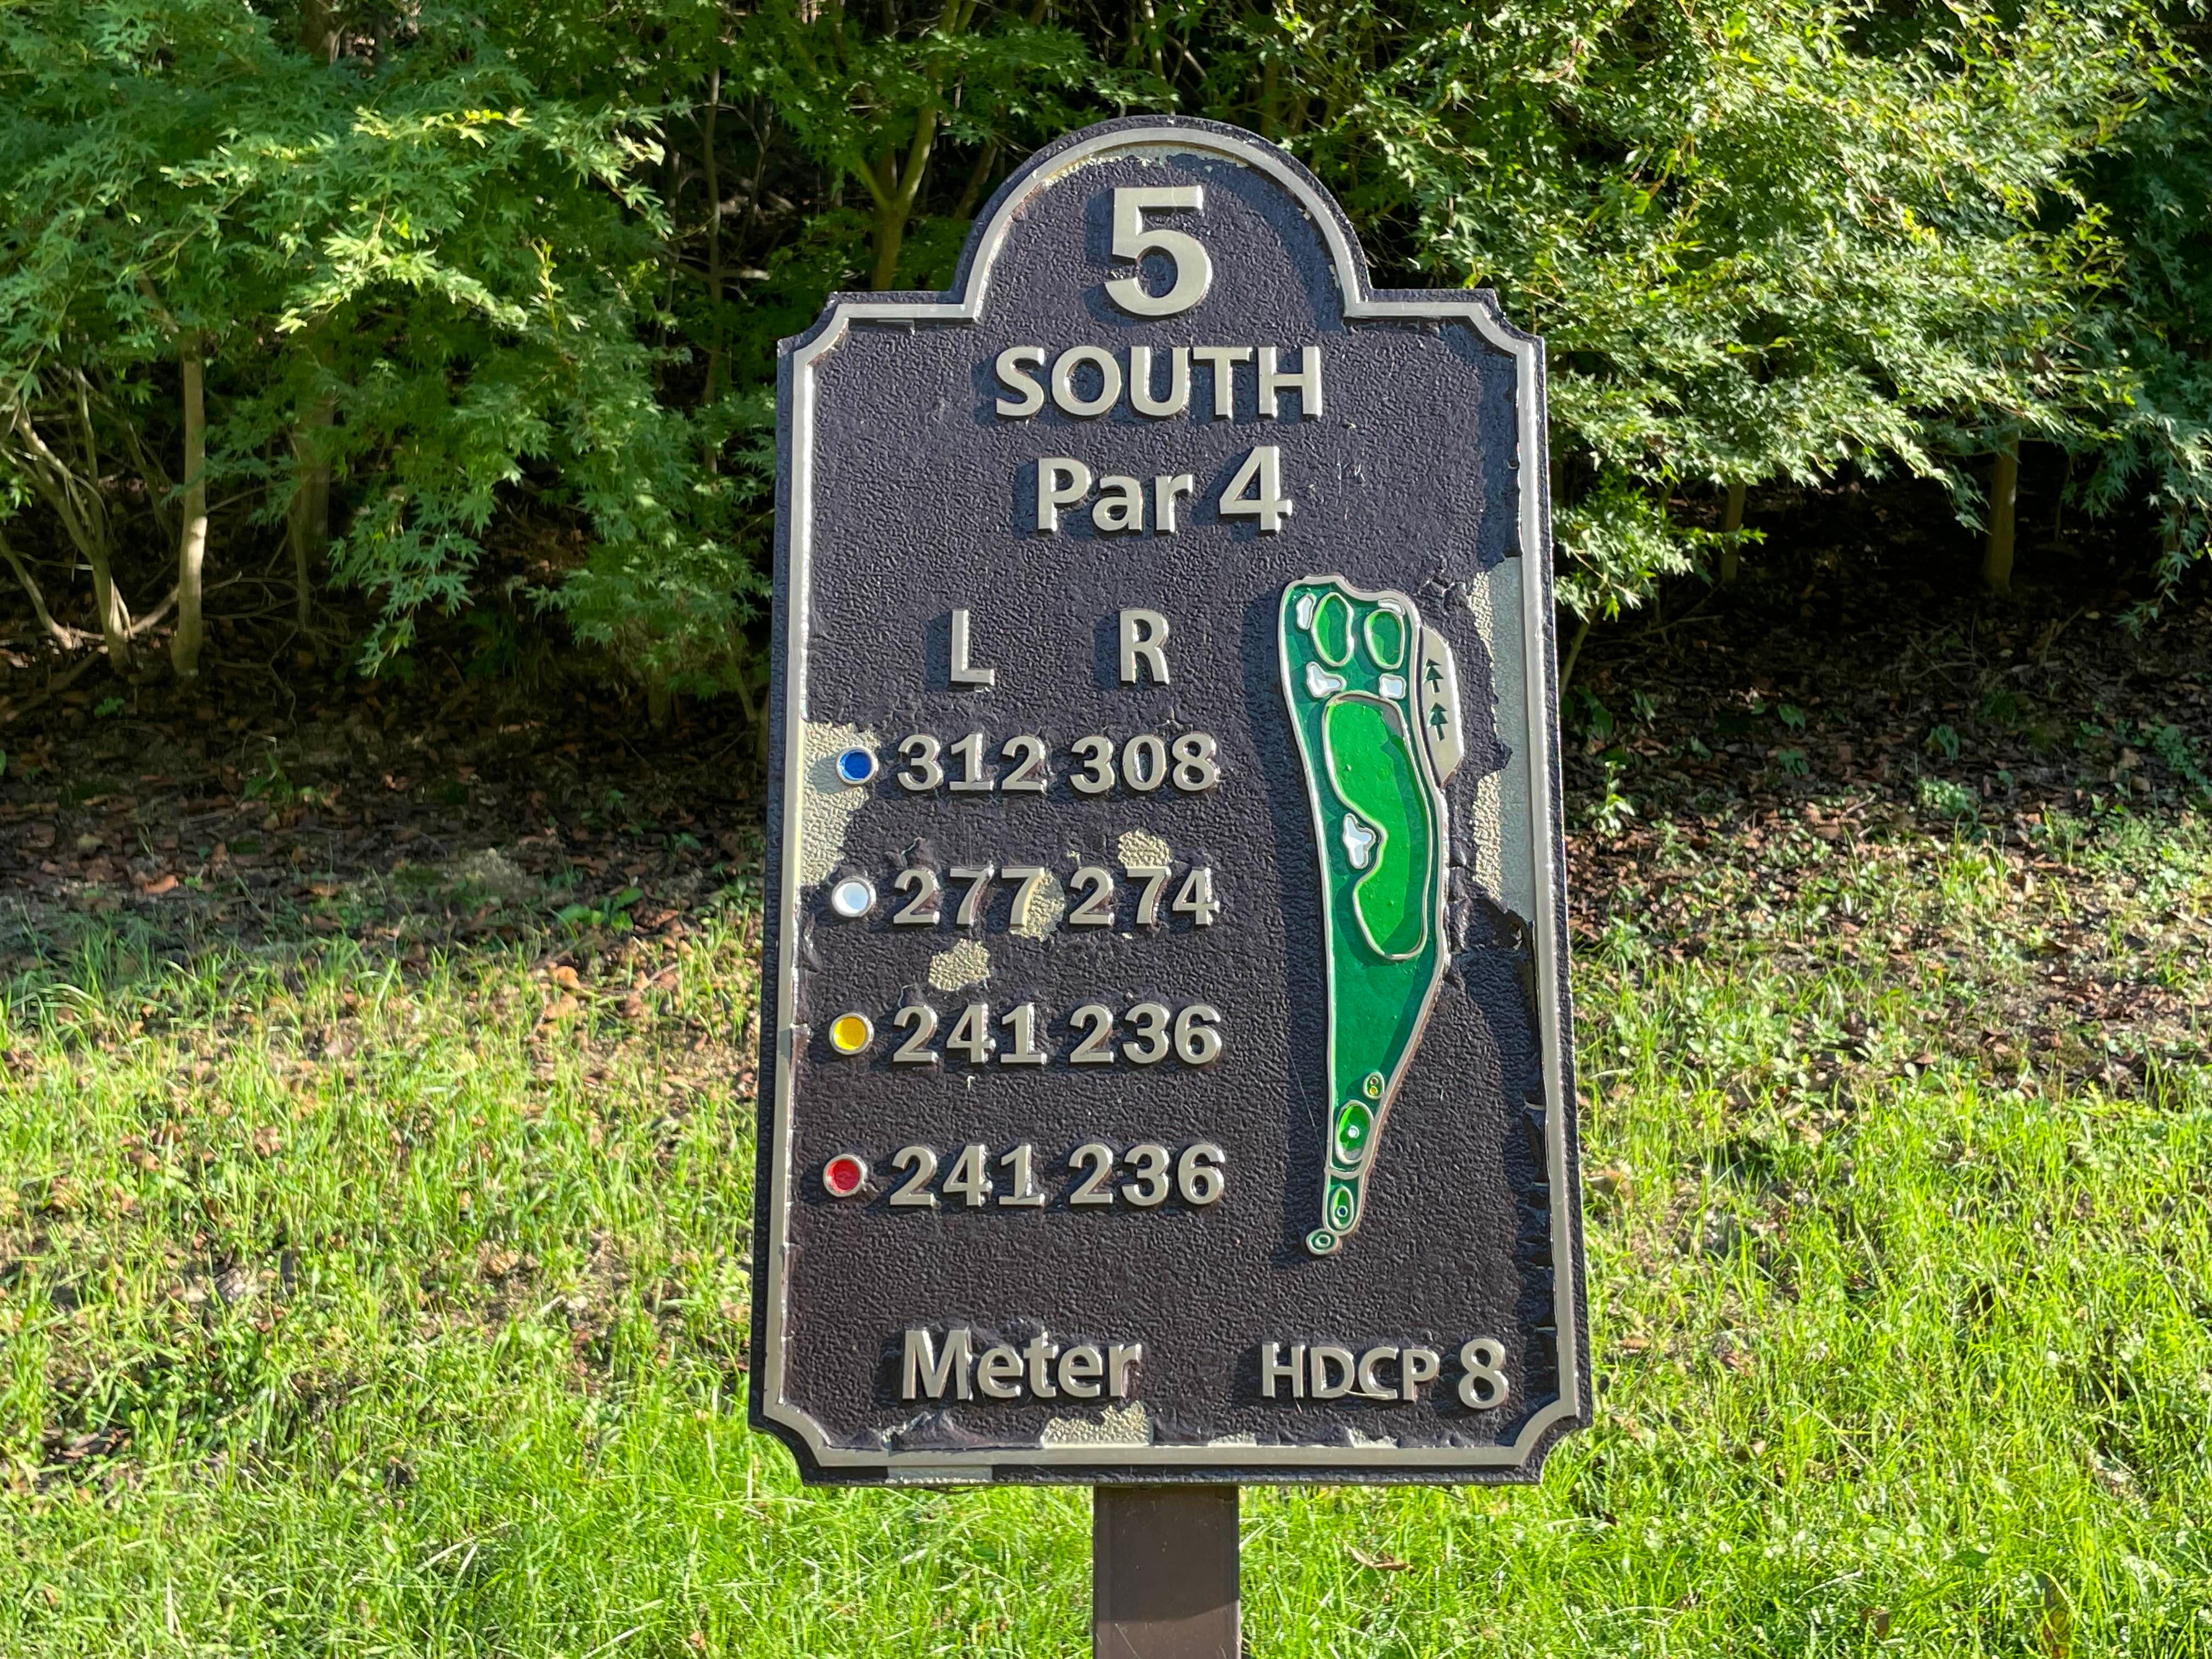 5
SOUTH
Par 4
L R
312 308
277 274
241 236
241 236
Meter HDCP 8